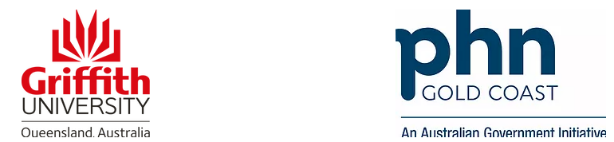 Griffith
UNIVERSITY
Queensland, Australia
phn
GOLD COAST
An Australian Government Initiative